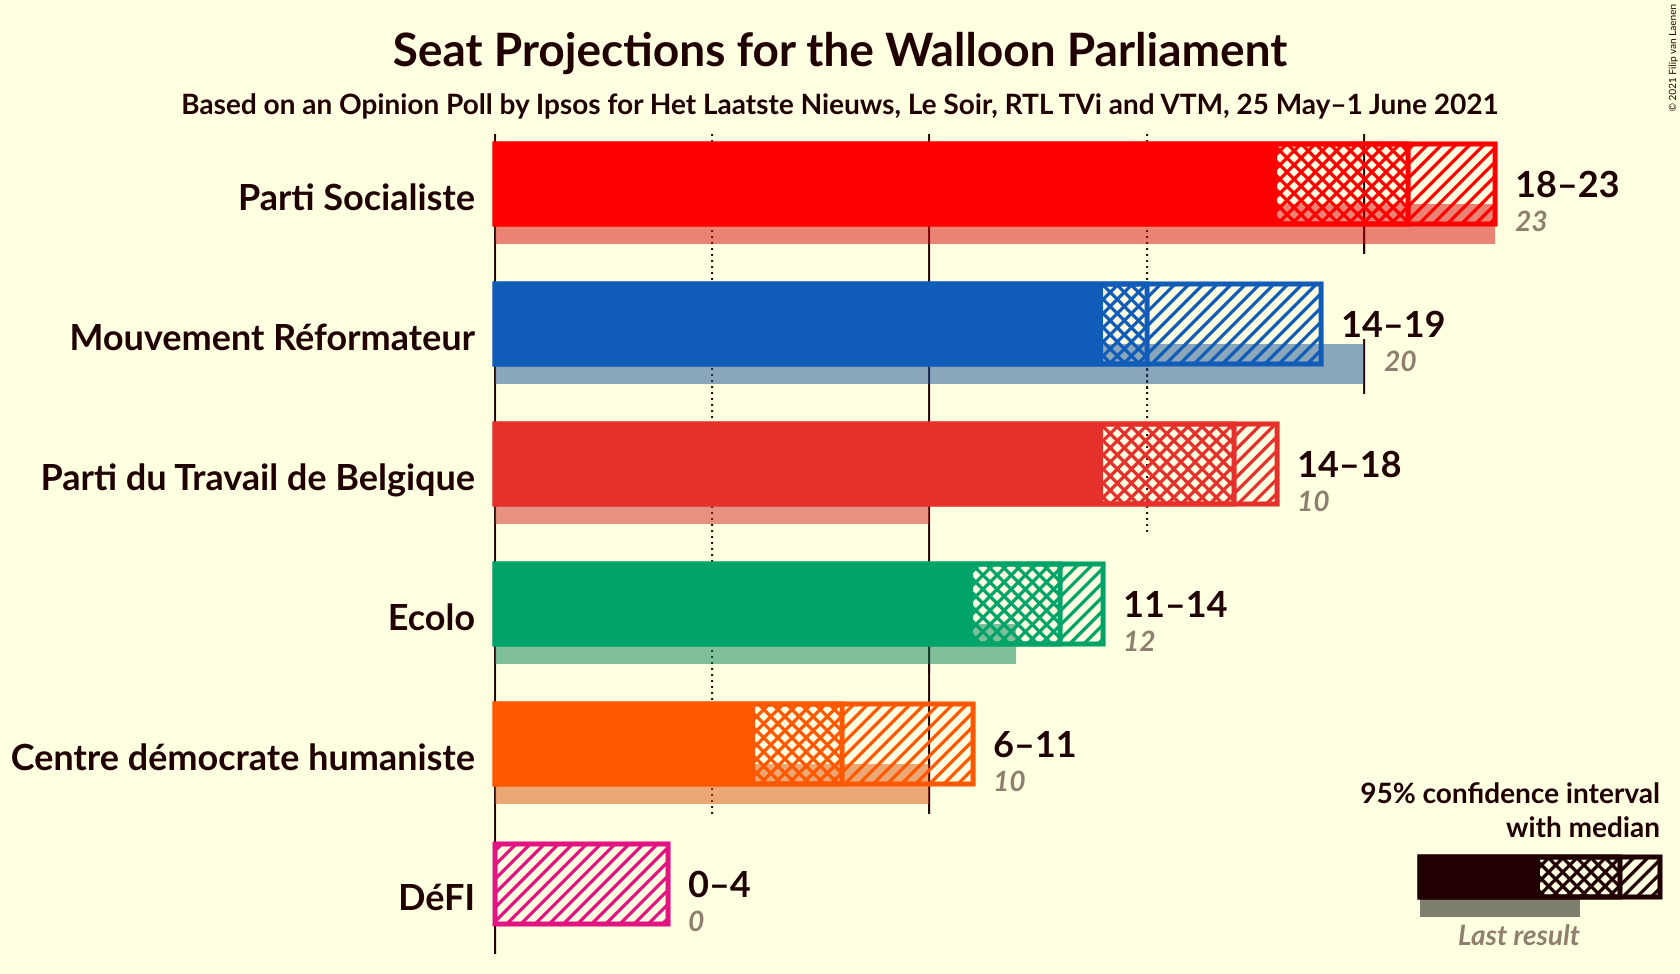 Seat Projections for the Walloon Parliament
Based on an Opinion Poll by Ipsos for Het Laatste Nieuws, Le Soir, RTL TVi and VTM, 25 May–1 June 2021
© 2021 Filip van Laenen
Parti Socialiste
18–23
23
Mouvement Réformateur
14–19
20
Parti du Travail de Belgique
14–18
10
Ecolo
11–14
12
Centre démocrate humaniste
6–11
10
DéFI
0–4
0
95% confidence interval
with median
Last result